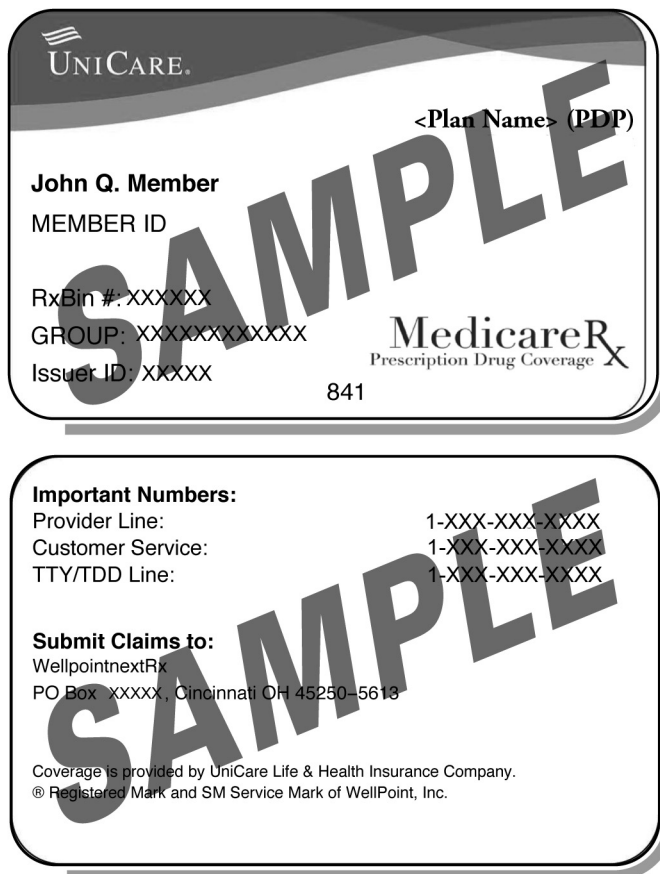 UNICARE®
<Plan Name> (PDP)
John Q. Member
MEMBER ID
RxBin #: XXXXXX
GROUP: XXXXXXXXXXXX
Issuer ID: XXXXX
MedicareRx
Prescription Drug Coverage
841
SAMPLE
Important Numbers:
Provider Line: 1-XXX-XXX-XXXX
Customer Service: 1-XXX-XXX-XXXX
TTY/TDD Line: 1-XXX-XXX-XXXX
Submit Claims to:
WellpointnextRx
PO Box XXXXX, Cincinnati OH 45250–5613
Coverage is provided by UniCare Life & Health Insurance Company.
® Registered Mark and SM Service Mark of WellPoint, Inc.
SAMPLE